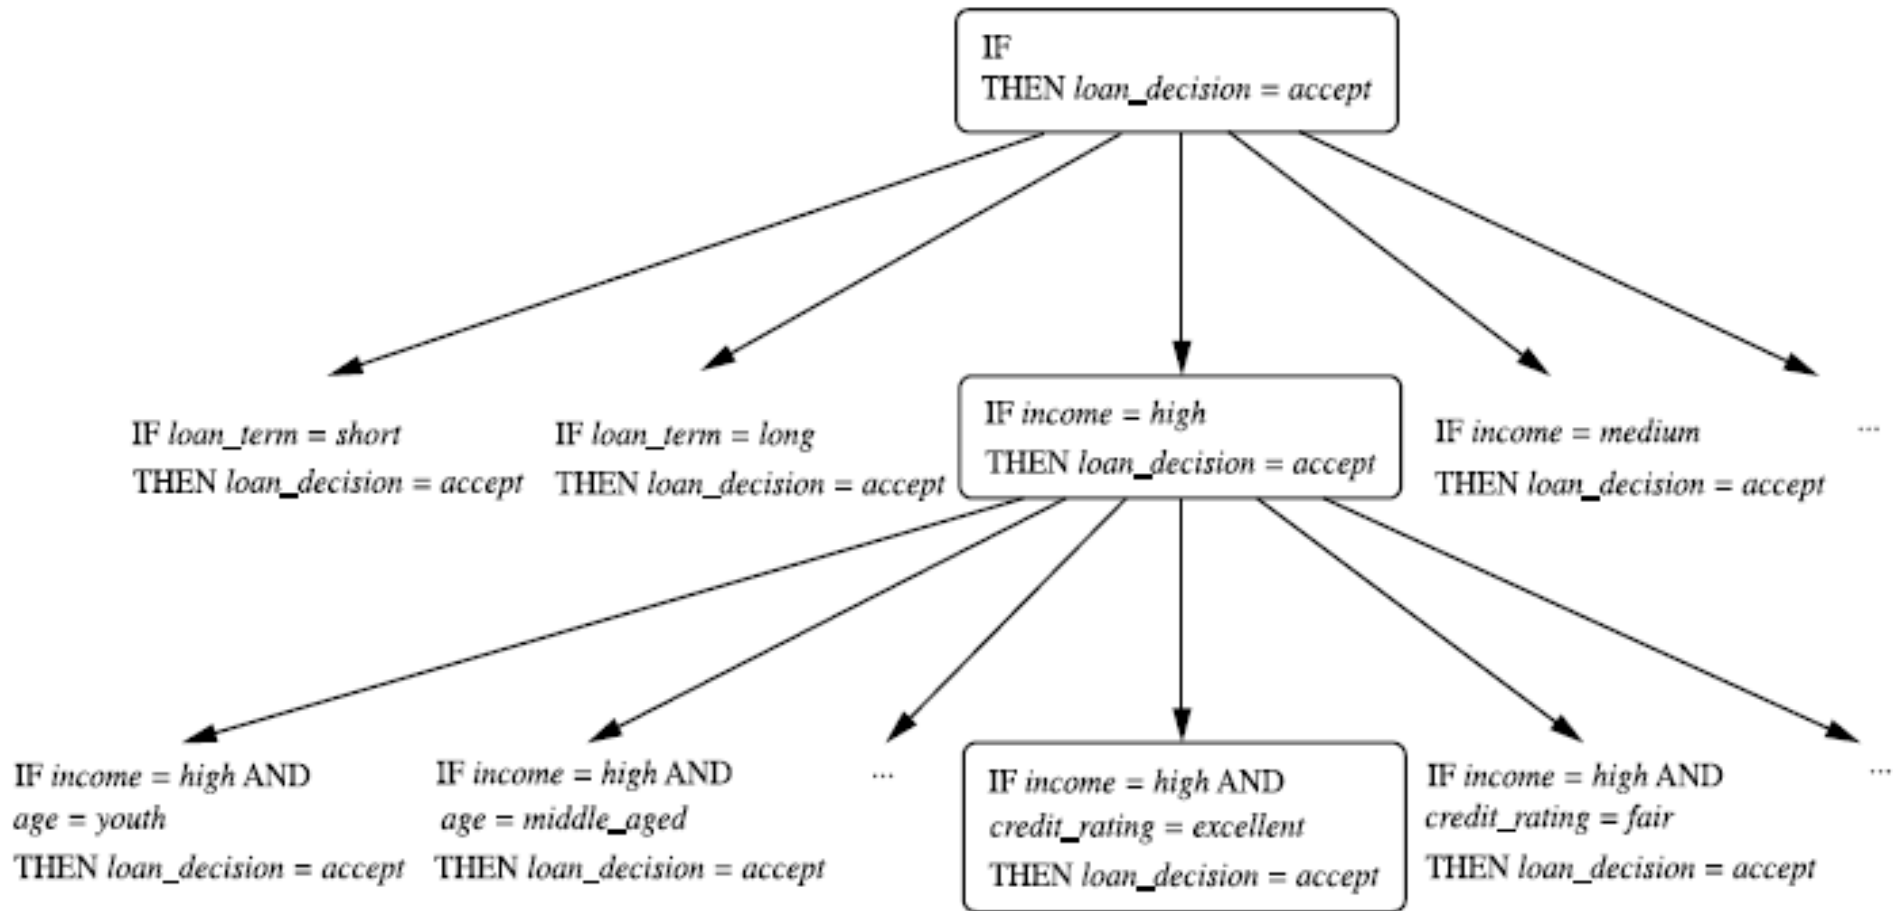 IF
THEN loan_decision = accept
IF loan_term = short
THEN loan_decision = accept
IF loan_term = long
THEN loan_decision = accept
IF income = high
THEN loan_decision = accept
IF income = medium
THEN loan_decision = accept
...
IF income = high AND
age = youth
THEN loan_decision = accept
IF income = high AND
age = middle_aged
THEN loan_decision = accept
...
IF income = high AND
credit_rating = excellent
THEN loan_decision = accept
IF income = high AND
credit_rating = fair
THEN loan_decision = accept
...